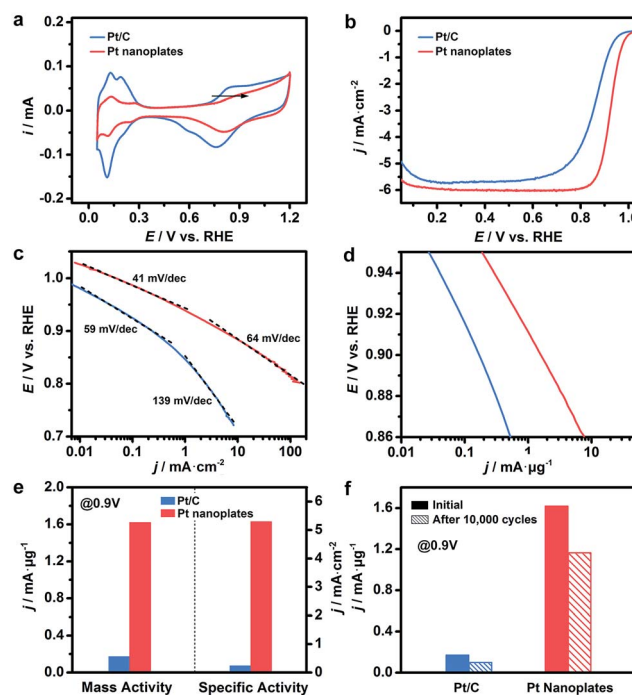 a
Pt/C
Pt nanoplates
i / mA
0.1
0.0
-0.1
-0.2
0.0 0.3 0.6 0.9 1.2
E / V vs. RHE
b
Pt/C
Pt nanoplates
j / mA·cm-2
0
-1
-2
-3
-4
-5
-6
0.2 0.4 0.6 0.8 1.0
E / V vs. RHE
c
41 mV/dec
59 mV/dec
64 mV/dec
139 mV/dec
E / V vs. RHE
1.0
0.9
0.8
0.7
0.01 0.1 1 10 100
j / mA·cm-2
d
E / V vs. RHE
0.94
0.92
0.90
0.88
0.86
0.01 0.1 1 10
j / mA·µg-1
e
@0.9V
Pt/C
Pt nanoplates
j / mA·µg-1
2.0
1.6
1.2
0.8
0.4
0.0
6
5
4
3
2
1
0
j / mA·cm-2
Mass Activity Specific Activity
f
Initial
After 10,000 cycles
@0.9V
j / mA·µg-1
1.6
1.2
0.8
0.4
0.0
Pt/C Pt Nanoplates